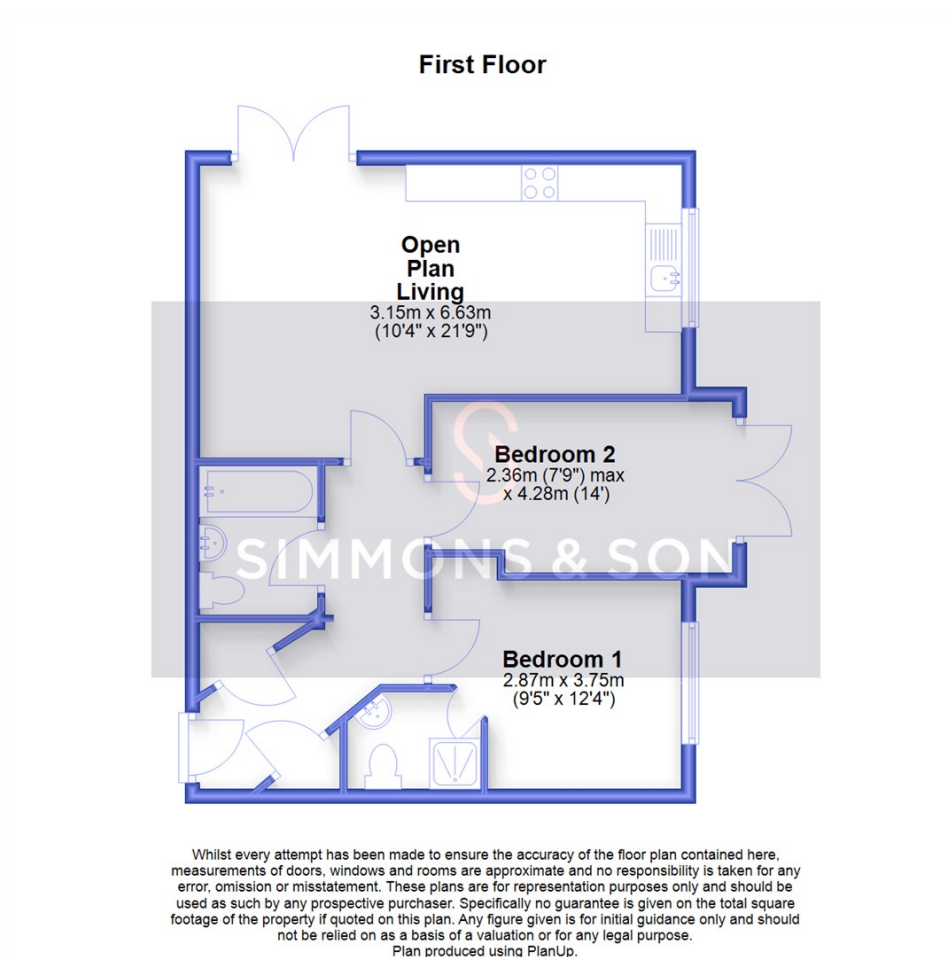 First Floor
Open
Plan
Living
3.15m x 6.63m
(10'4" x 21'9")
Bedroom 2
2.36m (7'9") max
x 4.28m (14')
SIMMONS & SON
Bedroom 1
2.87m x 3.75m
(9'5" x 12'4")
Whilst every attempt has been made to ensure the accuracy of the floor plan contained here,
measurements of doors, windows and rooms are approximate and no responsibility is taken for any
error, omission or misstatement. These plans are for representation purposes only and should be
used as such by any prospective purchaser. Specifically no guarantee is given on the total square
footage of the property if quoted on this plan. Any figure given is for initial guidance only and should
not be relied on as a basis of a valuation or for any legal purpose.
Plan produced using PlanUp.